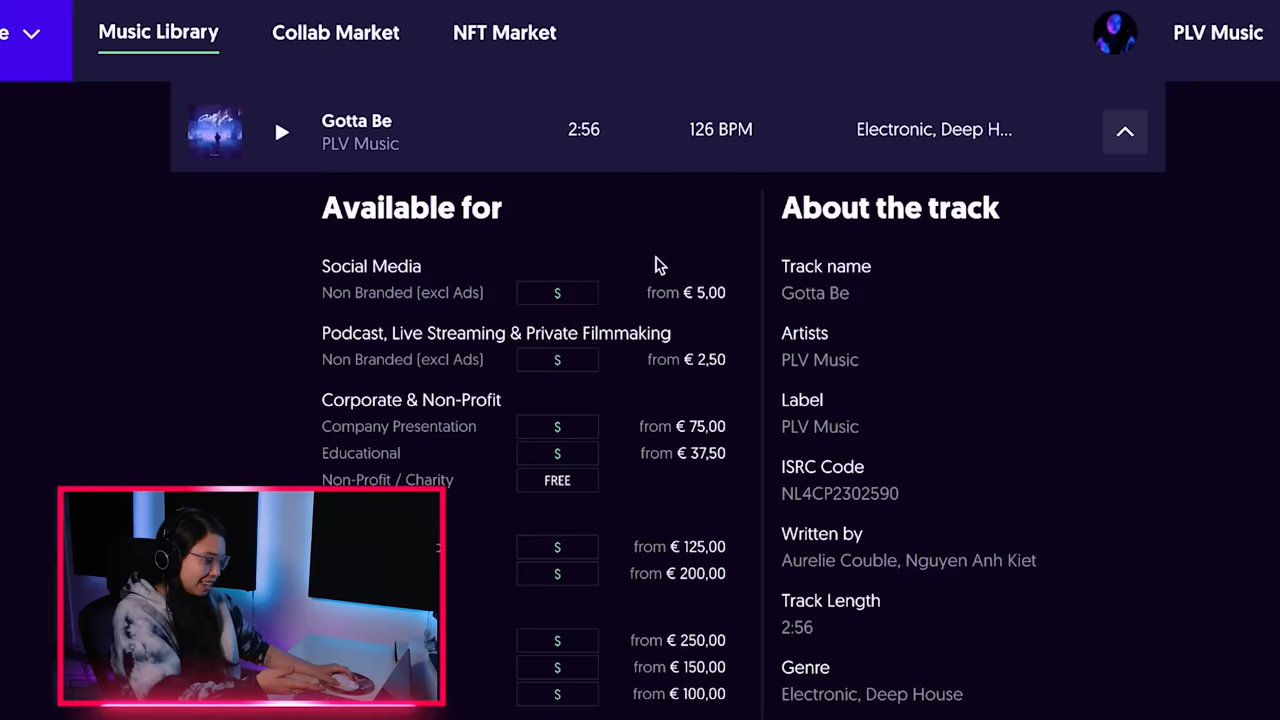 e
Music Library
Collab Market
NFT Market
PLV Music
Gotta Be
PLV Music
2:56
126 BPM
Electronic, Deep H...
Available for
Social Media
Non Branded (excl Ads)
$
from € 5,00
Podcast, Live Streaming & Private Filmmaking
Non Branded (excl Ads)
$
from € 2,50
Corporate & Non-Profit
Company Presentation
$
from € 75,00
Educational
$
from € 37,50
Non-Profit / Charity
FREE
$
from € 125,00
$
from € 200,00
$
from € 250,00
$
from € 150,00
$
from € 100,00
About the track
Track name
Gotta Be
Artists
PLV Music
Label
PLV Music
ISRC Code
NL4CP2302590
Written by
Aurelie Couble, Nguyen Anh Kiet
Track Length
2:56
Genre
Electronic, Deep House